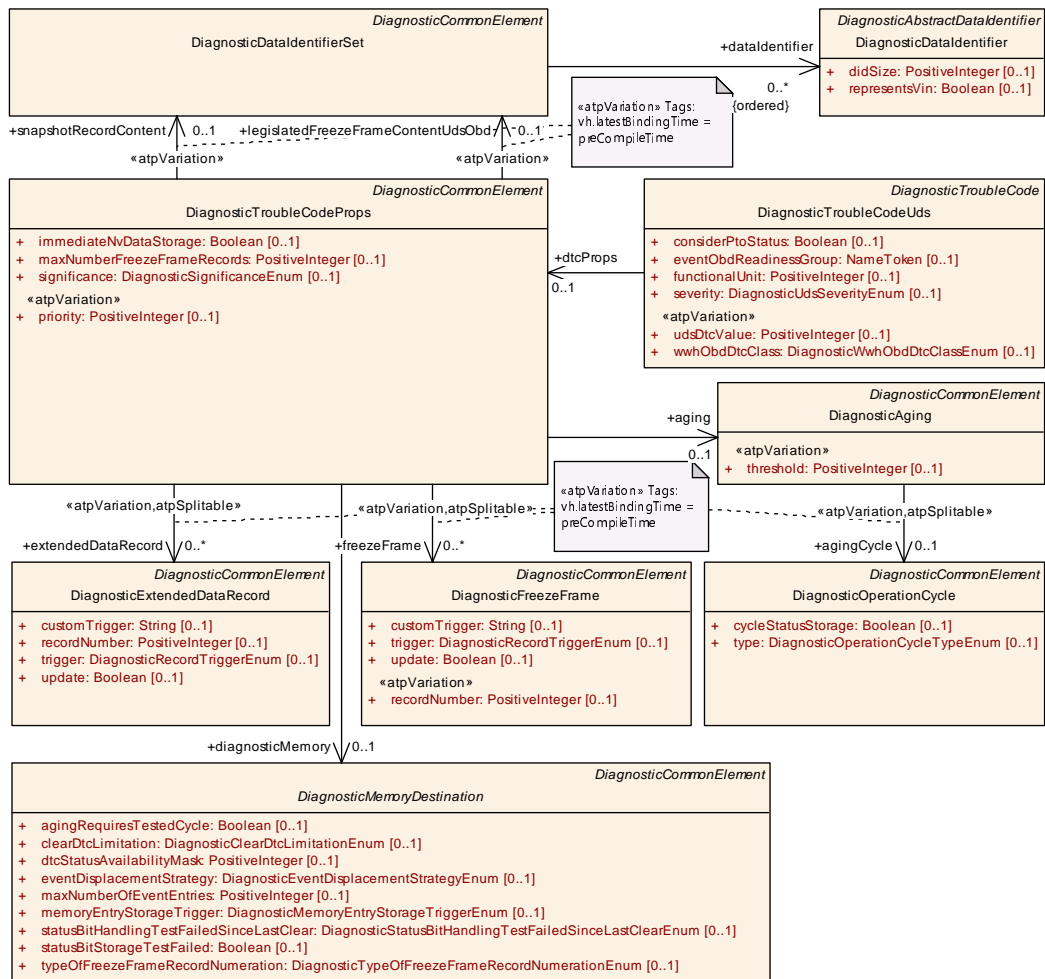 DiagnosticCommonElement
DiagnosticDataIdentifierSet
DiagnosticAbstractDataIdentifier
DiagnosticDataIdentifier
+ didSize: PositiveInteger [0..1]
+ representsVin: Boolean [0..1]
+dataIdentifier
0..*
{ordered}
«atpVariation» Tags:
vh.latestBindingTime =
preCompileTime
+snapshotRecordContent
0..1
+legislatedFreezeFrameContentUdsObd
0..1
«atpVariation»
«atpVariation»
DiagnosticCommonElement
DiagnosticTroubleCodeProps
+ immediateNvDataStorage: Boolean [0..1]
+ maxNumberFreezeFrameRecords: PositiveInteger [0..1]
+ significance: DiagnosticSignificanceEnum [0..1]
«atpVariation»
+ priority: PositiveInteger [0..1]
DiagnosticTroubleCode
DiagnosticTroubleCodeUds
+ considerPtoStatus: Boolean [0..1]
+ eventObdReadinessGroup: NameToken [0..1]
+ functionalUnit: PositiveInteger [0..1]
+ severity: DiagnosticUdsSeverityEnum [0..1]
«atpVariation»
+ udsDtcValue: PositiveInteger [0..1]
+ wwhObdDtcClass: DiagnosticWwhObdDtcClassEnum [0..1]
+dtcProps
0..1
+aging
0..1
DiagnosticCommonElement
DiagnosticAging
«atpVariation»
+ threshold: PositiveInteger [0..1]
«atpVariation» Tags:
vh.latestBindingTime =
preCompileTime
«atpVariation,atpSplitable»
«atpVariation,atpSplitable»
«atpVariation,atpSplitable»
+extendedDataRecord
0..*
+freezeFrame
0..*
+agingCycle
0..1
DiagnosticCommonElement
DiagnosticExtendedDataRecord
+ customTrigger: String [0..1]
+ recordNumber: PositiveInteger [0..1]
+ trigger: DiagnosticRecordTriggerEnum [0..1]
+ update: Boolean [0..1]
DiagnosticCommonElement
DiagnosticFreezeFrame
+ customTrigger: String [0..1]
+ trigger: DiagnosticRecordTriggerEnum [0..1]
+ update: Boolean [0..1]
«atpVariation»
+ recordNumber: PositiveInteger [0..1]
DiagnosticCommonElement
DiagnosticOperationCycle
+ cycleStatusStorage: Boolean [0..1]
+ type: DiagnosticOperationCycleTypeEnum [0..1]
+diagnosticMemory
0..1
DiagnosticCommonElement
DiagnosticMemoryDestination
+ agingRequiresTestedCycle: Boolean [0..1]
+ clearDtcLimitation: DiagnosticClearDtcLimitationEnum [0..1]
+ dtcStatusAvailabilityMask: PositiveInteger [0..1]
+ eventDisplacementStrategy: DiagnosticEventDisplacementStrategyEnum [0..1]
+ maxNumberOfEventEntries: PositiveInteger [0..1]
+ memoryEntryStorageTrigger: DiagnosticMemoryEntryStorageTriggerEnum [0..1]
+ statusBitHandlingTestFailedSinceLastClear: DiagnosticStatusBitHandlingTestFailedSinceLastClearEnum [0..1]
+ statusBitStorageTestFailed: Boolean [0..1]
+ typeOfFreezeFrameRecordNumeration: DiagnosticTypeOfFreezeFrameRecordNumerationEnum [0..1]